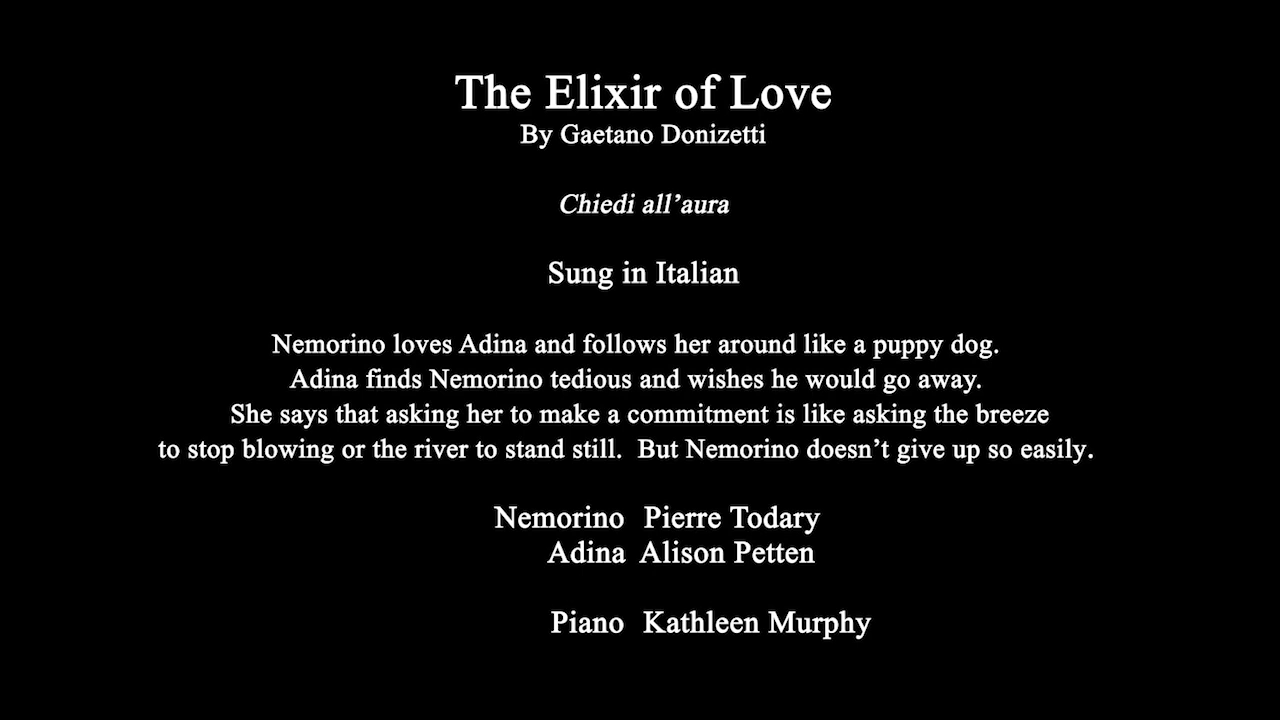 The Elixir of Love
By Gaetano Donizetti
Chiedi all’aura
Sung in Italian
Nemorino loves Adina and follows her around like a puppy dog.
Adina finds Nemorino tedious and wishes he would go away.
She says that asking her to make a commitment is like asking the breeze
to stop blowing or the river to stand still.  But Nemorino doesn’t give up so easily.
Nemorino  Pierre Todary
Adina  Alison Petten
Piano  Kathleen Murphy